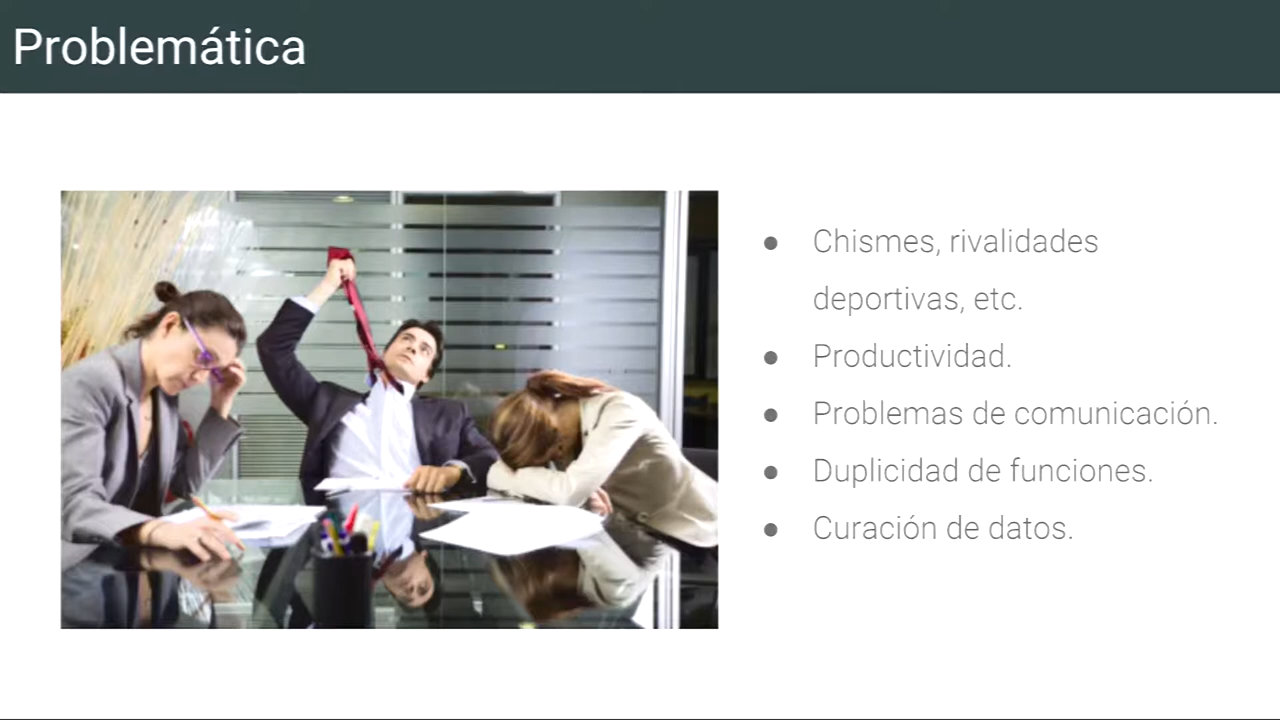 Problemática
● Chismes, rivalidades
deportivas, etc.
● Productividad.
● Problemas de comunicación.
● Duplicidad de funciones.
● Curación de datos.